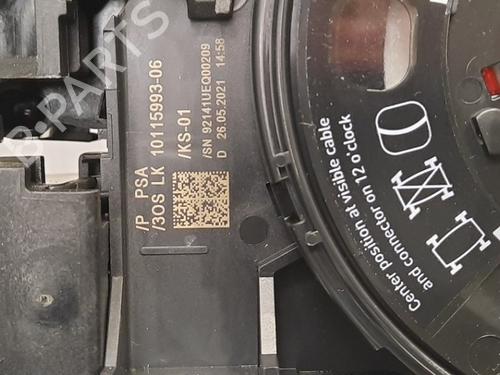 /P PSA
/3OS LK 10115993-06
/KS-01
/SN 92141UEQ00209
D 26.05.2021 14:58
Center position at visible cable
and connector on 12 o'clock
B-PARTS